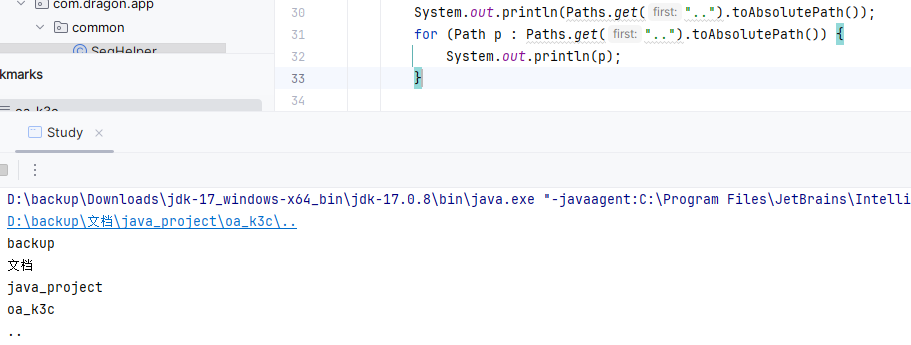 com.dragon.app
common
SeqHelper
kmarks
oa_k3c
30 System.out.println(Paths.get( first: "..").toAbsolutePath());
31 for (Path p : Paths.get( first: "..").toAbsolutePath()) {
32 System.out.println(p);
33 }
34
Study ×
D:\backup\Downloads\jdk-17_windows-x64_bin\jdk-17.0.8\bin\java.exe "-javaagent:C:\Program Files\JetBrains\Intelli
D:\backup\文档\java_project\oa_k3c\..
backup
文档
java_project
oa_k3c
..